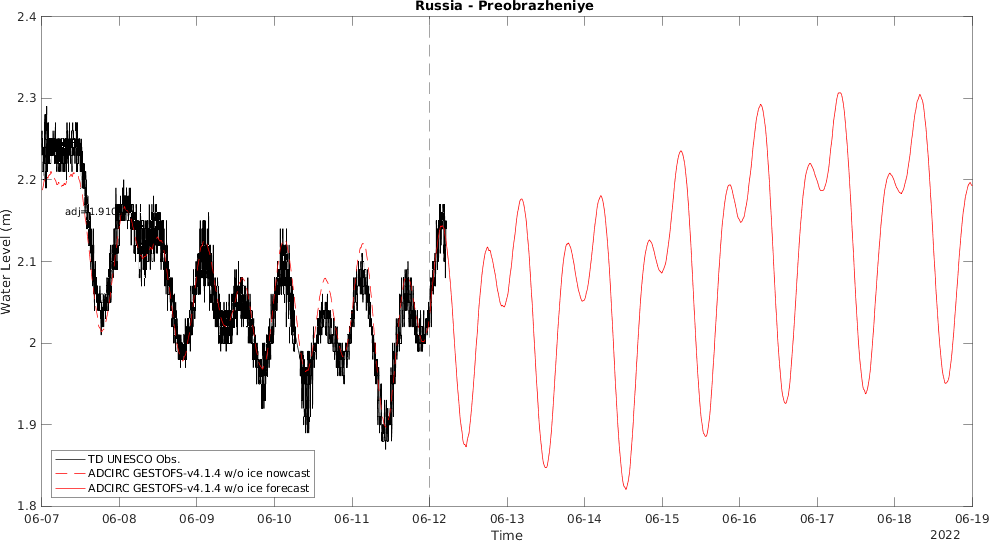 Russia - Preobrazheniye
2.4
2.3
2.2
2.1
2
1.9
1.8
Water Level (m)
adj=1.910
TD UNESCO Obs.
ADCIRC GESTOFS-v4.1.4 w/o ice nowcast
ADCIRC GESTOFS-v4.1.4 w/o ice forecast
06-07 06-08 06-09 06-10 06-11 06-12 06-13 06-14 06-15 06-16 06-17 06-18 06-19
Time
2022